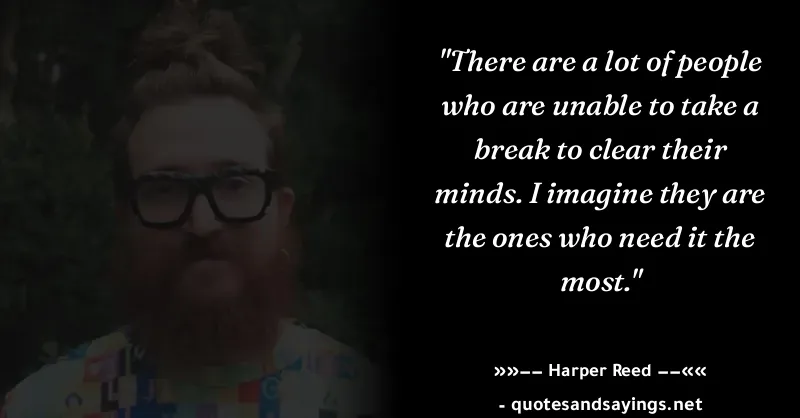 "There are a lot of people
who are unable to take a
break to clear their
minds. I imagine they are
the ones who need it the
most."
»»−− Harper Reed −−««
- quotesandsayings.net